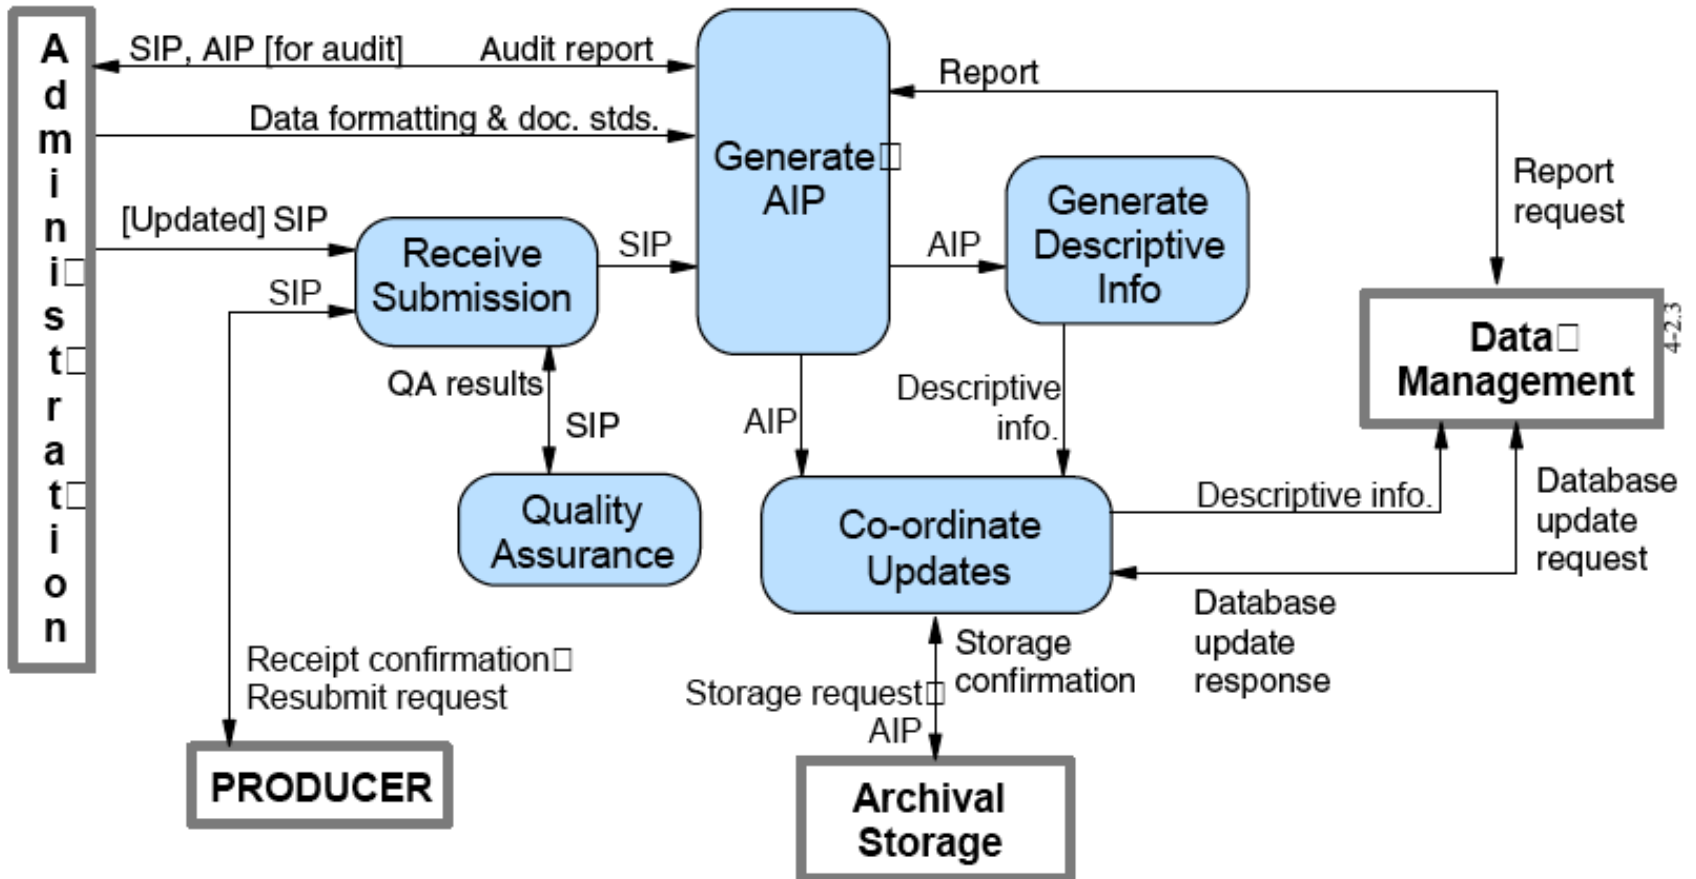 Administration
SIP, AIP [for audit]
Audit report
Data formatting & doc. stds.
[Updated] SIP
SIP
Receive
Submission
SIP
Generate
AIP
Report
AIP
Generate
Descriptive
Info
Report
request
Data
Management
4-2.3
QA results
SIP
Quality
Assurance
AIP
Descriptive
info.
Co-ordinate
Updates
Descriptive info.
Database
update
request
Database
update
response
Receipt confirmation
Resubmit request
PRODUCER
Storage
confirmation
Storage request
AIP
Archival
Storage